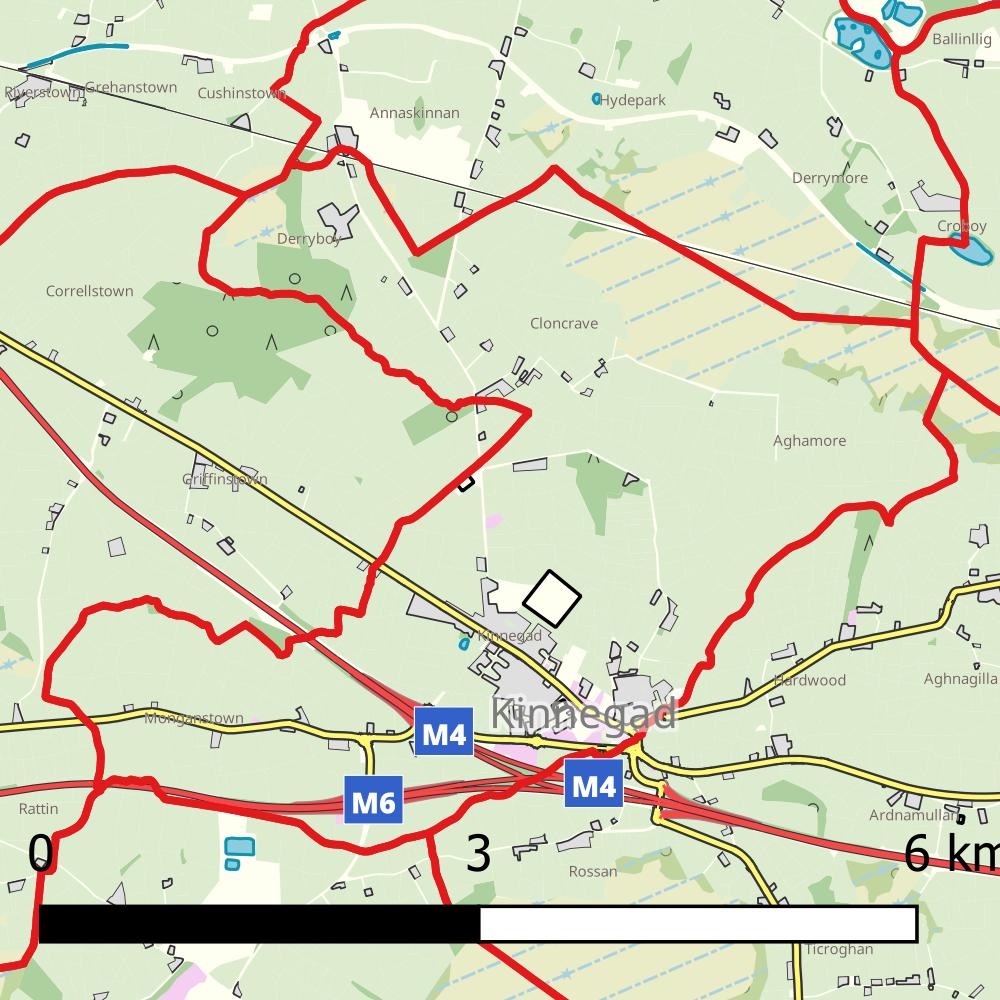 Ballinllig
Riverstown
Grehanstown
Cushinstown
Hydepark
Annaskinnan
Derrymore
Croboy
Derryboy
Correllstown
Cloncrave
Aghamore
Griffinstown
Kinnegad
Hardwood
Aghnagilla
Kinnegad
Monganstown
M4
M4
M6
Rattin
Ardnamullan
0
3
6 km
Rossan
Ticroghan